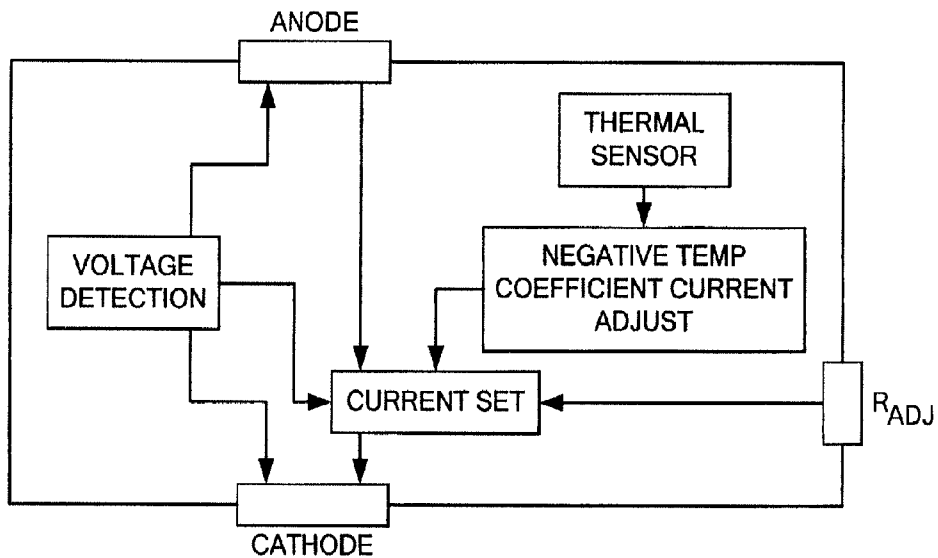 ANODE
THERMAL
SENSOR
VOLTAGE
DETECTION
NEGATIVE TEMP
COEFFICIENT CURRENT
ADJUST
CURRENT SET
RADJ
CATHODE